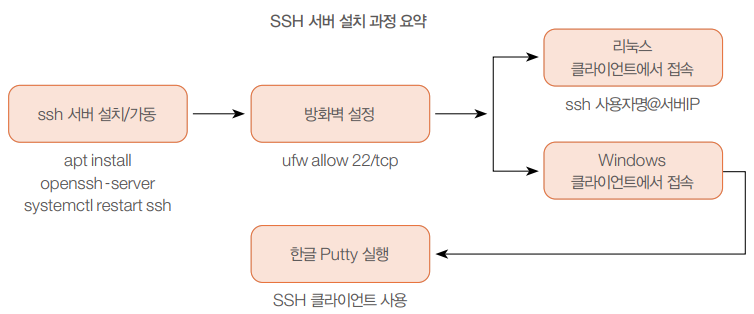 SSH 서버 설치 과정 요약
ssh 서버 설치/가동
apt install
openssh-server
systemctl restart ssh
방화벽 설정
ufw allow 22/tcp
리눅스
클라이언트에서 접속
ssh 사용자명@서버IP
Windows
클라이언트에서 접속
한글 Putty 실행
SSH 클라이언트 사용